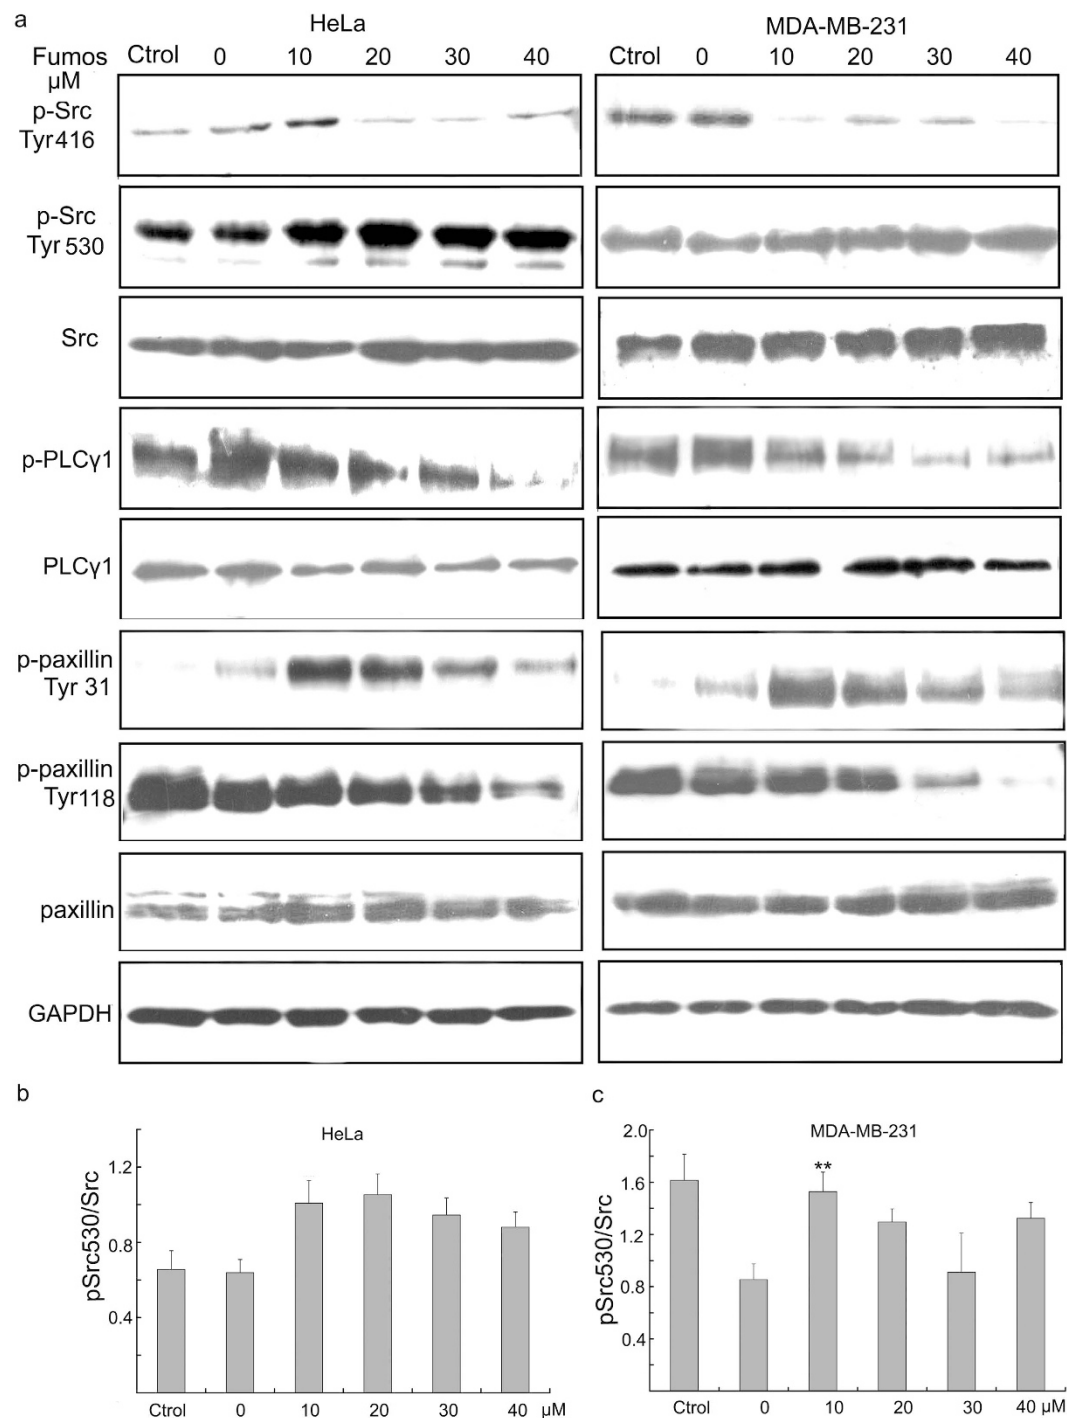 a
HeLa
MDA-MB-231
Fumos Ctrol 0 10 20 30 40 Ctrol 0 10 20 30 40
µM
p-Src
Tyr416
p-Src
Tyr 530
Src
p-PLCγ1
PLCγ1
p-paxillin
Tyr 31
p-paxillin
Tyr118
paxillin
GAPDH
b
HeLa
pSrc530/Src
1.2
0.8
0.4
Ctrol 0 10 20 30 40 µM
c
MDA-MB-231
pSrc530/Src
2.0
1.6
1.2
0.8
0.4
**
Ctrol 0 10 20 30 40 µM